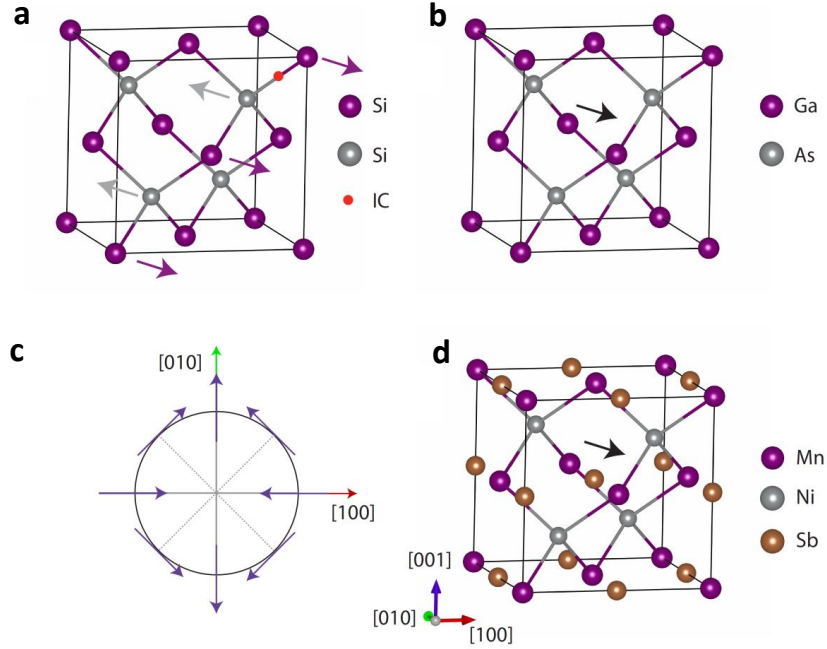 a
Si
Si
IC
b
Ga
As
c
[010]
[100]
d
Mn
Ni
Sb
[001]
[010]
[100]